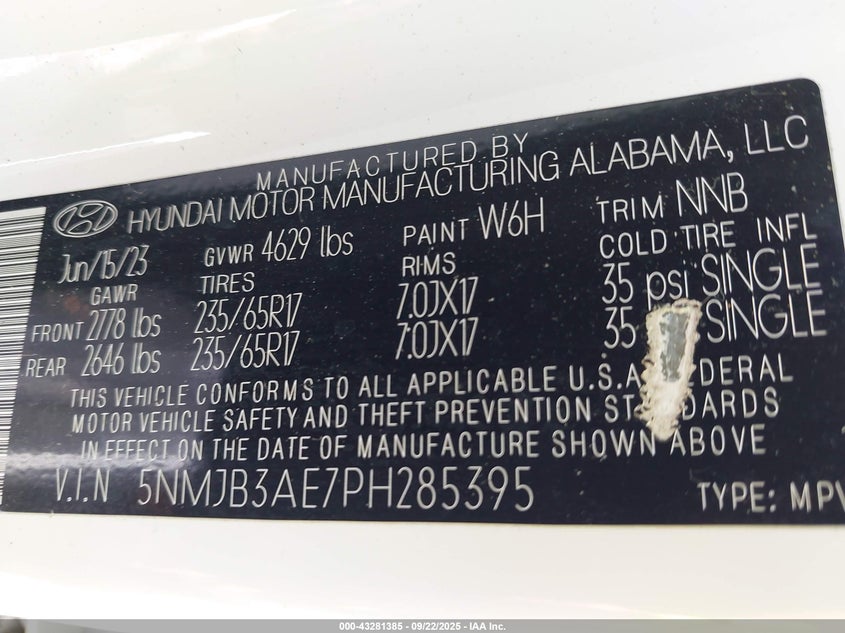 MANUFACTURED BY
HYUNDAI MOTOR MANUFACTURING ALABAMA, LLC
Jun/15/23 GVWR 4629 lbs PAINT W6H TRIM NNB
GAWR TIRES RIMS COLD TIRE INFL
FRONT 2778 lbs 235/65R17 7.0JX17 35 psi SINGLE
REAR 2646 lbs 235/65R17 7.0JX17 35 SINGLE
THIS VEHICLE CONFORMS TO ALL APPLICABLE U.S.A
MOTOR VEHICLE SAFETY AND THEFT PREVENTION
IN EFFECT ON THE DATE OF MANUFACTURE SHOWN ABOVE
V.I.N 5NMJB3AE7PH285395 TYPE: MPV
000-43281385 - 09/22/2025 - IAA Inc.